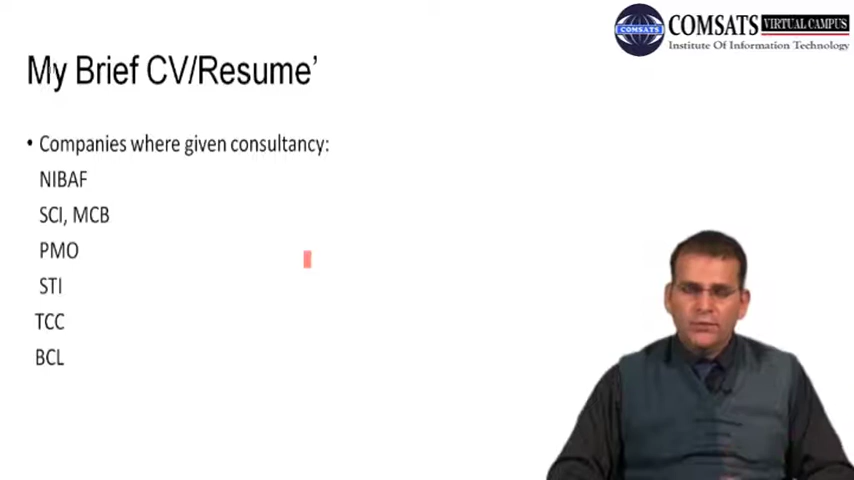 COMSATS
COMSATS VIRTUAL CAMPUS
Institute Of Information Technology
My Brief CV/Resume’
• Companies where given consultancy:
NIBAF
SCI, MCB
PMO
STI
TCC
BCL